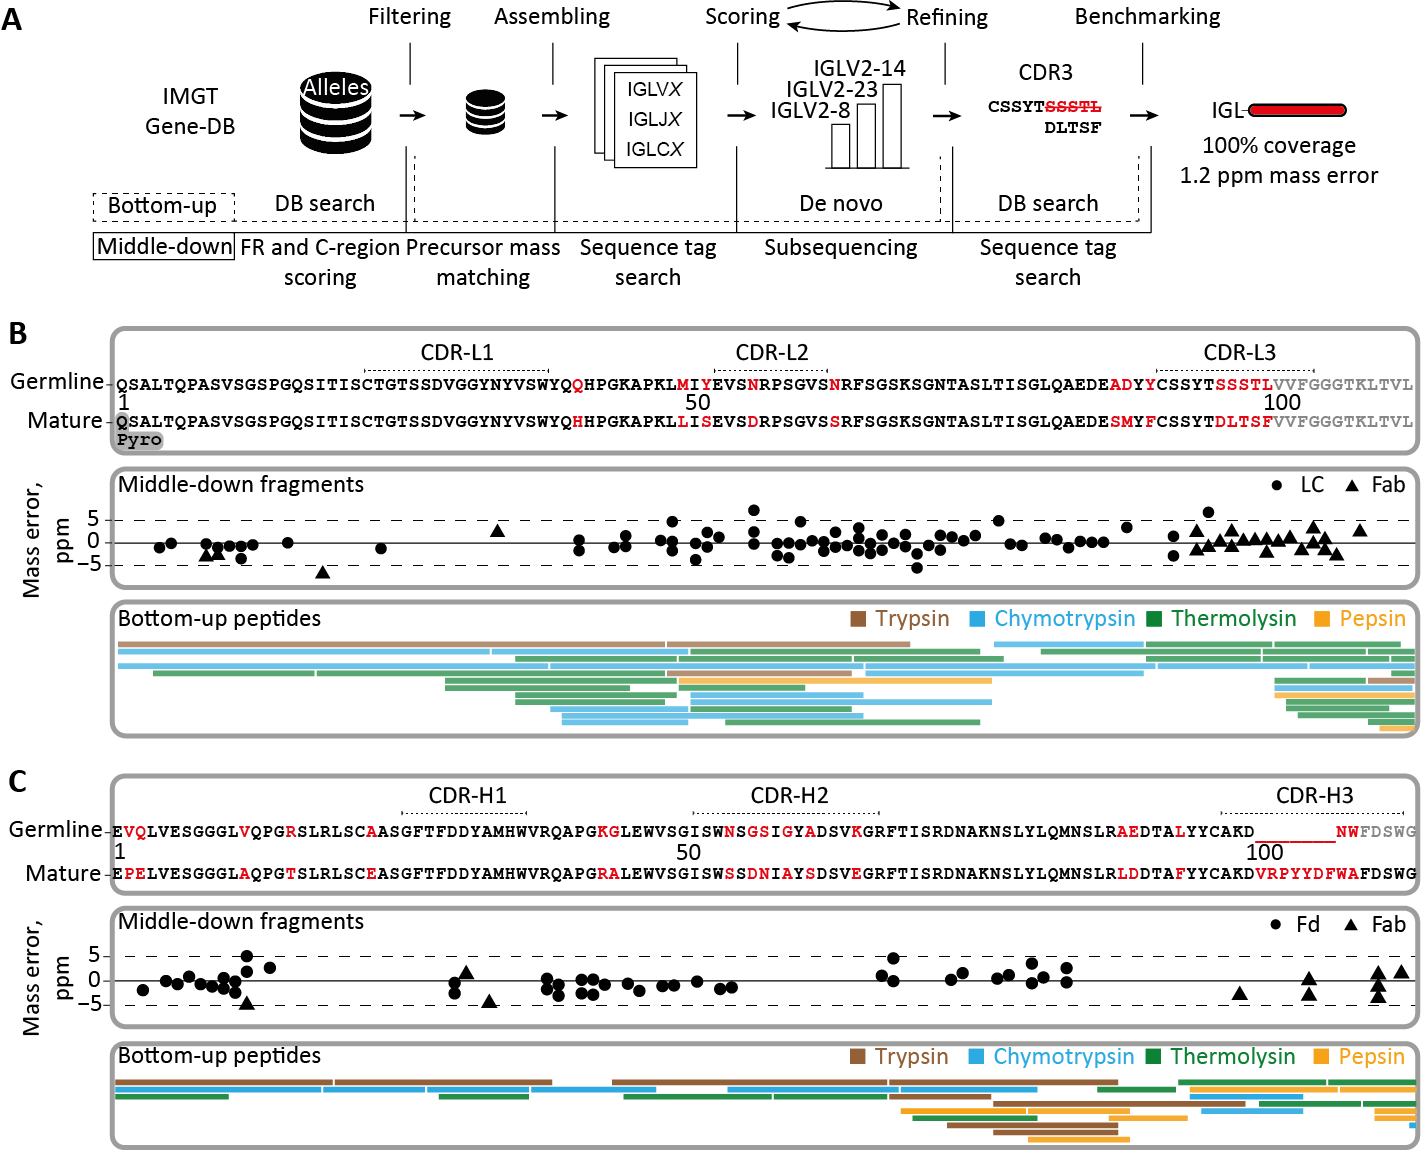 A
Filtering
Assembling
Scoring
Refining
Benchmarking
IMGT
Gene-DB
Alleles
IGLVX
IGLJX
IGLCX
IGLV2-14
IGLV2-23
IGLV2-8
CDR3
CSSYTSSSTL
DLTSF
IGL
100% coverage
1.2 ppm mass error
Bottom-up
DB search
De novo
DB search
Middle-down
FR and C-region scoring
Precursor mass matching
Sequence tag search
Subsequencing
Sequence tag search
B
CDR-L1
CDR-L2
CDR-L3
Germline
QSALTQPASVSGSPGQSITISCTGTSSDVGGYNYVSWYQQHPGKAPKLMIYEVSNRPSGVSNRFSGSKSGNTASLTISGLQAEDEADYYCSSYTSSSTLVVFGGGTKLTVL
1
50
100
Mature
QSALTQPASVSGSPGQSITISCTGTSSDVGGYNYVSWYQHHPGKAPKLLISEVSDRPSGVSSRFSGSKSGNTASLTISGLQAEDESMYFCSSYTDLTSFVVFGGGTKLTVL
Pyro
Mass error, ppm
Middle-down fragments
LC
Fab
5
0
−5
Bottom-up peptides
Trypsin
Chymotrypsin
Thermolysin
Pepsin
C
CDR-H1
CDR-H2
CDR-H3
Germline
EVQLVESGGGLVQPGRSLRLSCAASGFTFDDYAMHWVRQAPGKGLEWVSGISWNSGSIGYADSVKGRFTISRDNAKNSLYLQMNSLRAEDTALYYCAKD_______NWFDSWG
1
50
100
Mature
EPELVESGGGLAQPGTSLRLSCEASGFTFDDYAMHWVRQAPGRALEWVSGISWSSDNIAYSDSVEGRFTISRDNAKNSLYLQMNSLRLDDTAFYYCAKDVRPYYDFWAFDSWG
Mass error, ppm
Middle-down fragments
Fd
Fab
5
0
−5
Bottom-up peptides
Trypsin
Chymotrypsin
Thermolysin
Pepsin